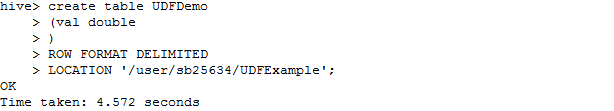 hive> create table UDFDemo
    > (val double
    > )
    > ROW FORMAT DELIMITED
    > LOCATION '/user/sb25634/UDFExample';
OK
Time taken: 4.572 seconds